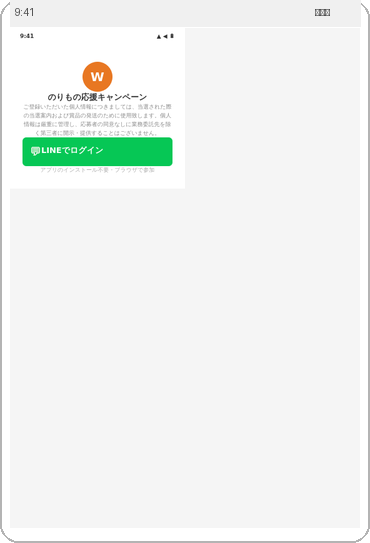 9:41
9:41
W
のりもの応援キャンペーン
ご登録いただいた個人情報につきましては、当選された際
の当選案内および賞品の発送のために使用致します。個人
情報は厳重に管理し、応募者の同意なしに業務委託先を除
く第三者に開示・提供することはございません。
LINEでログイン
アプリのインストール不要・ブラウザで参加